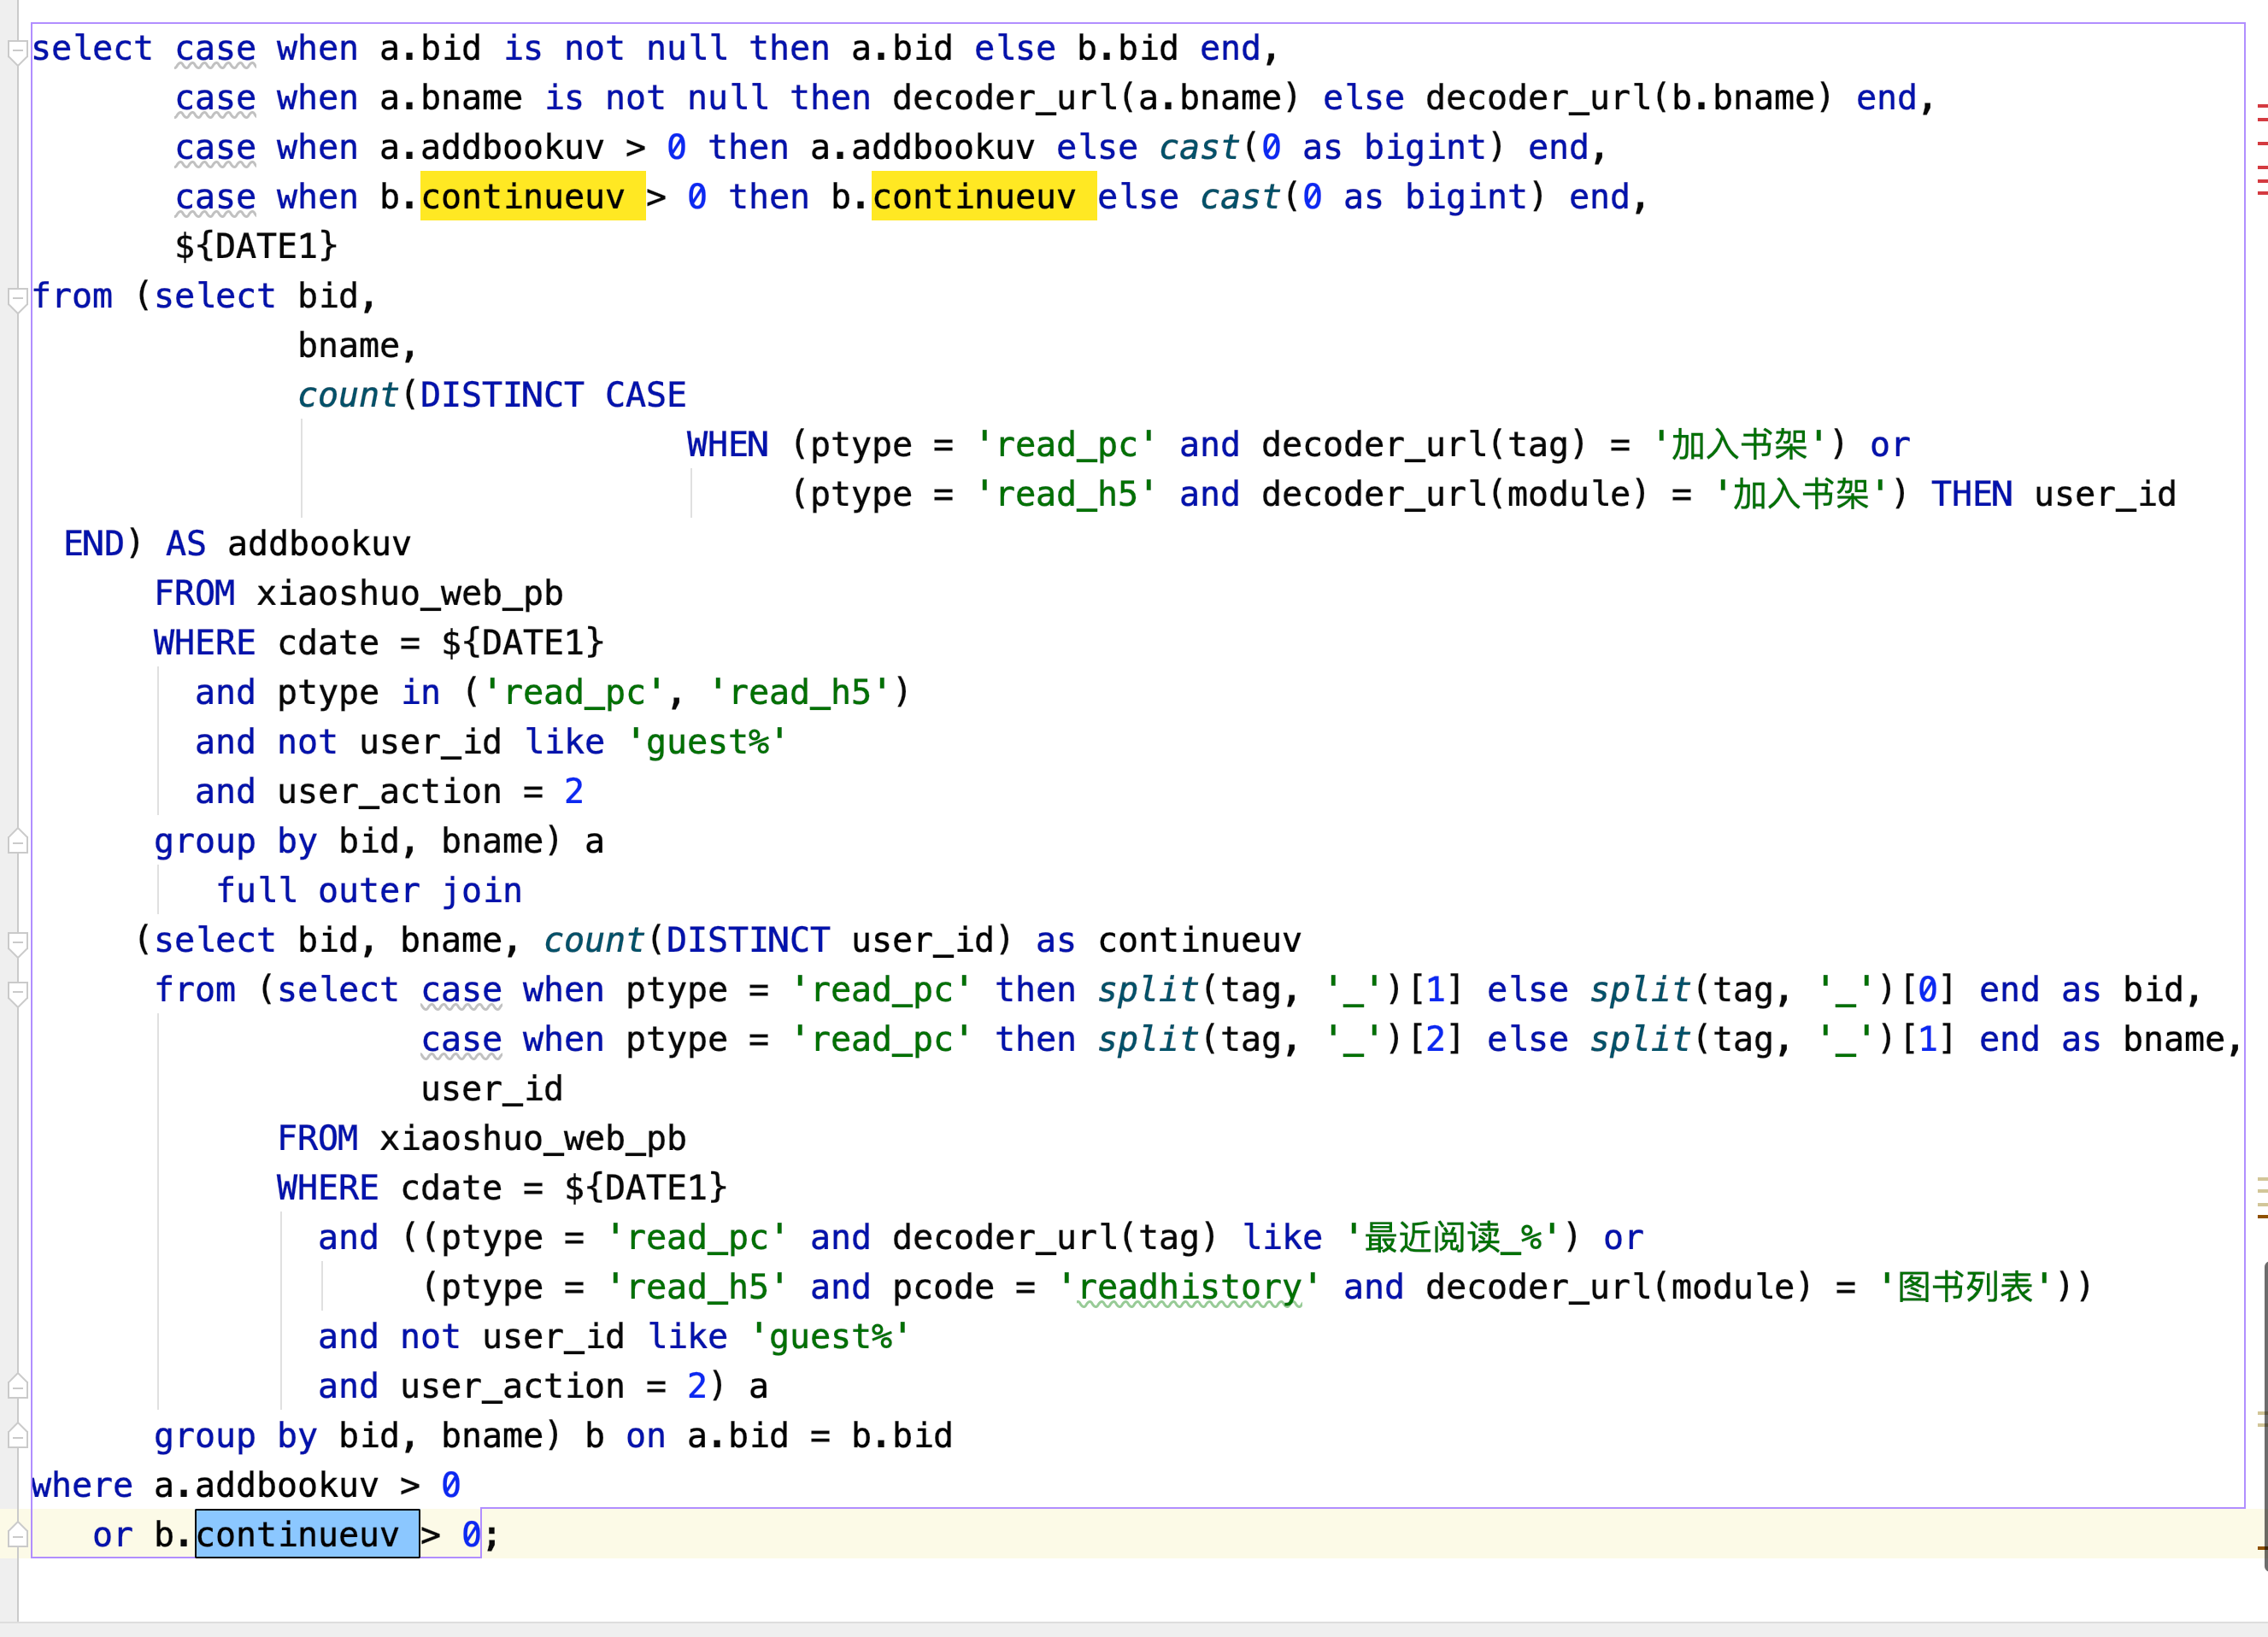 select case when a.bid is not null then a.bid else b.bid end,
case when a.bname is not null then decoder_url(a.bname) else decoder_url(b.bname) end,
case when a.addbookuv > 0 then a.addbookuv else cast(0 as bigint) end,
case when b.continueuv > 0 then b.continueuv else cast(0 as bigint) end,
${DATE1}
from (select bid,
bname,
count(DISTINCT CASE
WHEN (ptype = 'read_pc' and decoder_url(tag) = '加入书架') or
(ptype = 'read_h5' and decoder_url(module) = '加入书架') THEN user_id
END) AS addbookuv
FROM xiaoshuo_web_pb
WHERE cdate = ${DATE1}
and ptype in ('read_pc', 'read_h5')
and not user_id like 'guest%'
and user_action = 2
group by bid, bname) a
full outer join
(select bid, bname, count(DISTINCT user_id) as continueuv
from (select case when ptype = 'read_pc' then split(tag, '_')[1] else split(tag, '_')[0] end as bid,
case when ptype = 'read_pc' then split(tag, '_')[2] else split(tag, '_')[1] end as bname,
user_id
FROM xiaoshuo_web_pb
WHERE cdate = ${DATE1}
and ((ptype = 'read_pc' and decoder_url(tag) like '最近阅读_%') or
(ptype = 'read_h5' and pcode = 'readhistory' and decoder_url(module) = '图书列表'))
and not user_id like 'guest%'
and user_action = 2) a
group by bid, bname) b on a.bid = b.bid
where a.addbookuv > 0
or b.continueuv > 0;